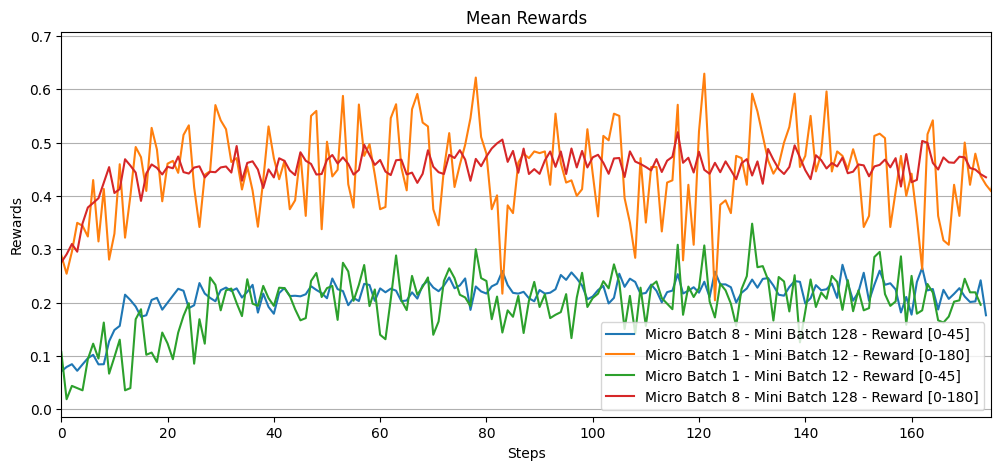 Mean Rewards
Rewards
0.7
0.6
0.5
0.4
0.3
0.2
0.1
0.0
Micro Batch 8 - Mini Batch 128 - Reward [0-45]
Micro Batch 1 - Mini Batch 12 - Reward [0-180]
Micro Batch 1 - Mini Batch 12 - Reward [0-45]
Micro Batch 8 - Mini Batch 128 - Reward [0-180]
0 20 40 60 80 100 120 140 160
Steps